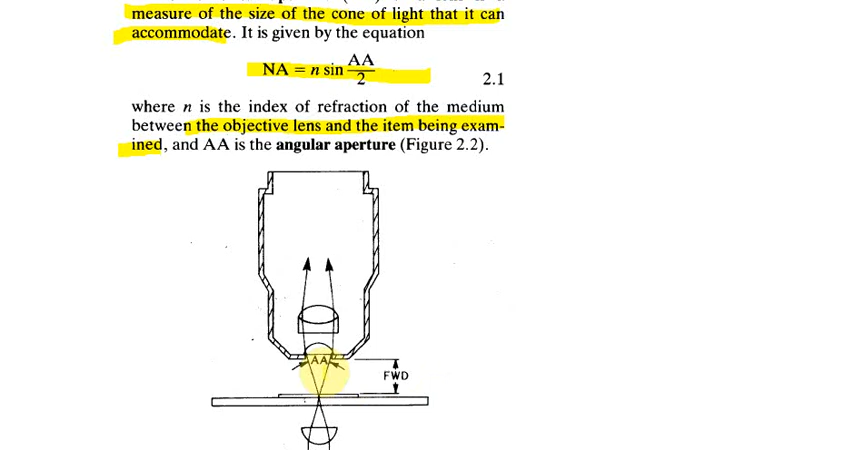 measure of the size of the cone of light that it can
accommodate. It is given by the equation
NA = n sin AA/2 2.1
where n is the index of refraction of the medium
between the objective lens and the item being exam-
ined, and AA is the angular aperture (Figure 2.2).
AA
FWD